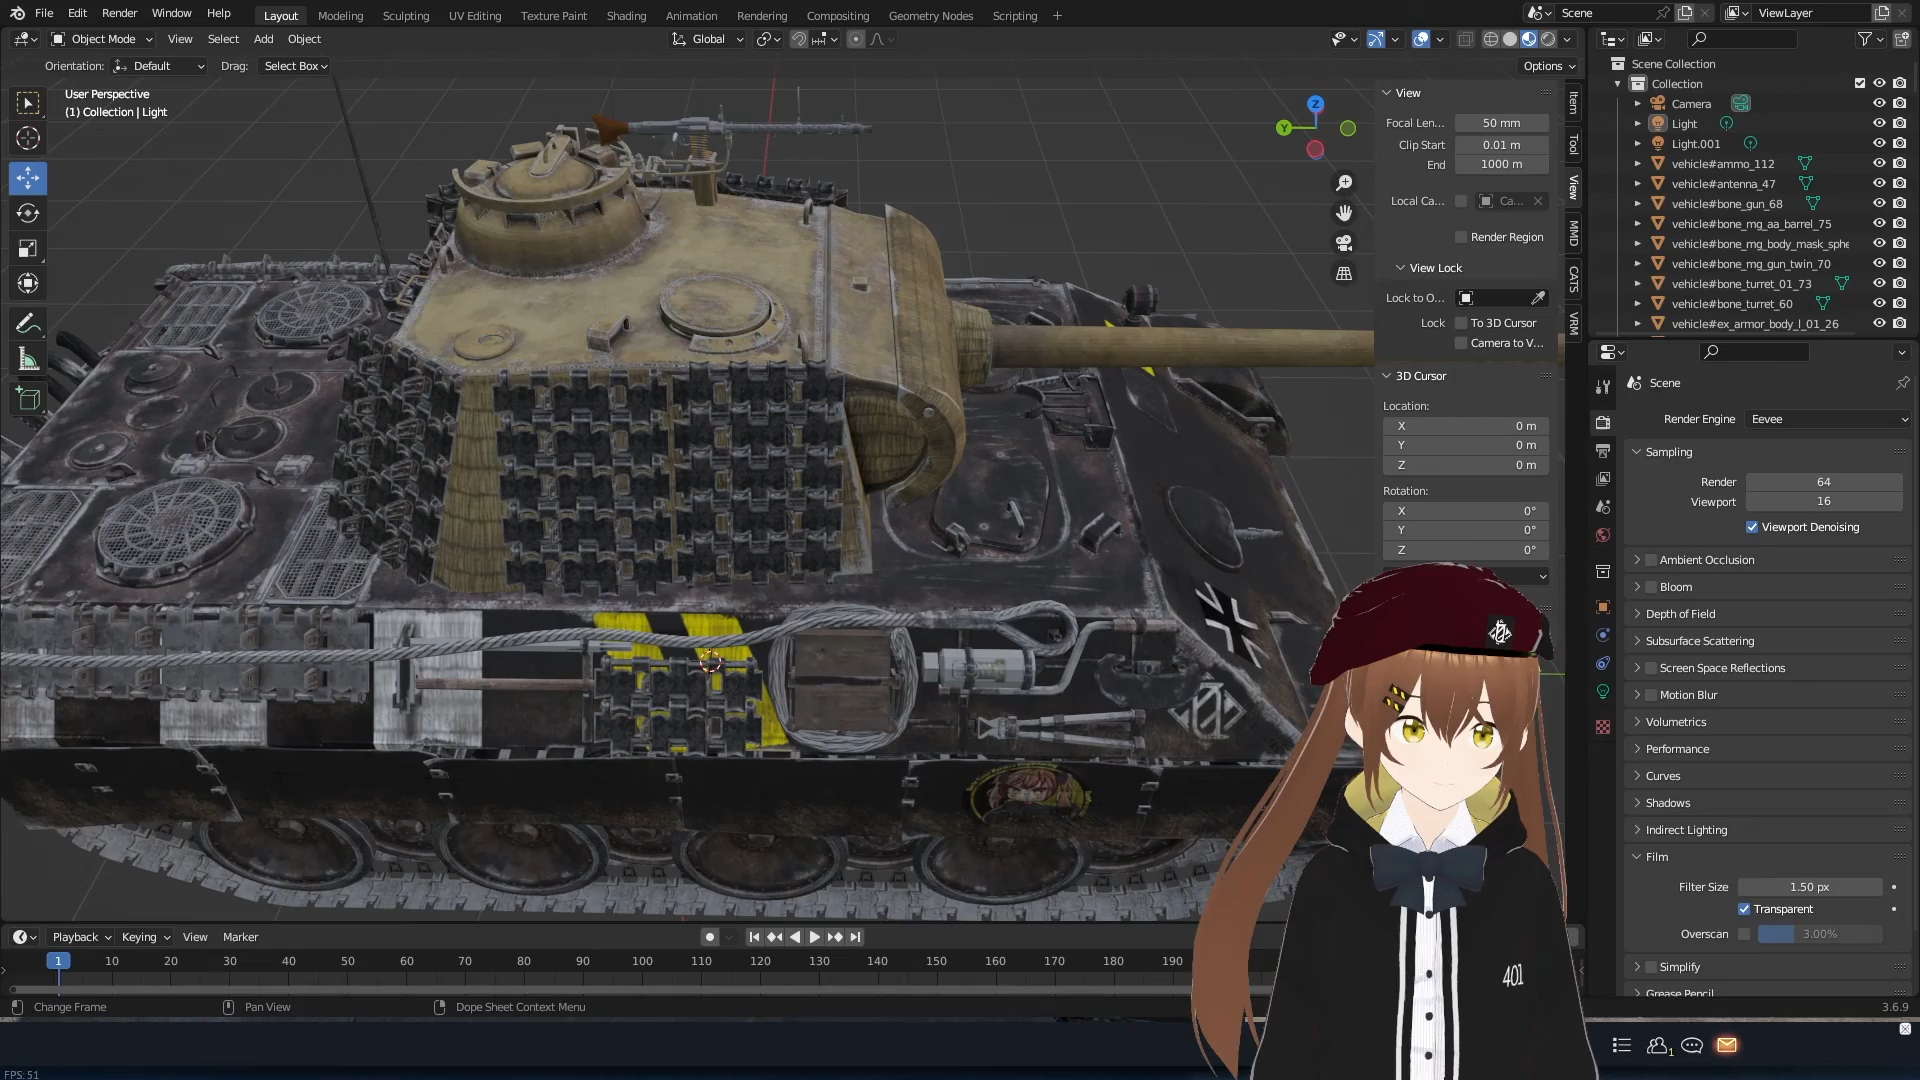 File Edit Render Window Help Layout Modeling Sculpting UV Editing Texture Paint Shading Animation Rendering Compositing Geometry Nodes Scripting +
Scene ViewLayer
Object Mode View Select Add Object Global
Orientation: Default Drag: Select Box Options
User Perspective
(1) Collection | Light
Z
Y
View
Focal Len... 50 mm
Clip Start 0.01 m
End 1000 m
Local Ca... Ca...
Render Region
View Lock
Lock to O...
Lock To 3D Cursor
Camera to V...
3D Cursor
Location:
X 0 m
Y 0 m
Z 0 m
Rotation:
X 0°
Y 0°
Z 0°
Item
Tool
View
MMD
CATS
VRM
Scene Collection
Collection
Camera
Light
Light.001
vehicle#ammo_112
vehicle#antenna_47
vehicle#bone_gun_68
vehicle#bone_mg_aa_barrel_75
vehicle#bone_mg_body_mask_sphe
vehicle#bone_mg_gun_twin_70
vehicle#bone_turret_01_73
vehicle#bone_turret_60
vehicle#ex_armor_body_l_01_26
Scene
Render Engine Eevee
Sampling
Render 64
Viewport 16
Viewport Denoising
Ambient Occlusion
Bloom
Depth of Field
Subsurface Scattering
Screen Space Reflections
Motion Blur
Volumetrics
Performance
Curves
Shadows
Indirect Lighting
Film
Filter Size 1.50 px
Transparent
Overscan 3.00%
Simplify
Grease Pencil
401
Playback Keying View Marker
1 10 20 30 40 50 60 70 80 90 100 110 120 130 140 150 160 170 180 190
Change Frame Pan View Dope Sheet Context Menu 3.6.9
1
FPS: 51